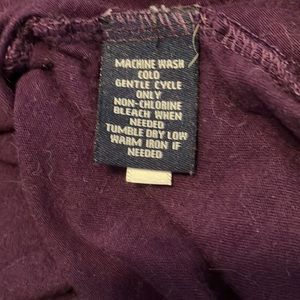 MACHINE WASH
COLD
GENTLE CYCLE
ONLY
NON-CHLORINE
BLEACH WHEN
NEEDED
TUMBLE DRY LOW
WARM IRON IF
NEEDED